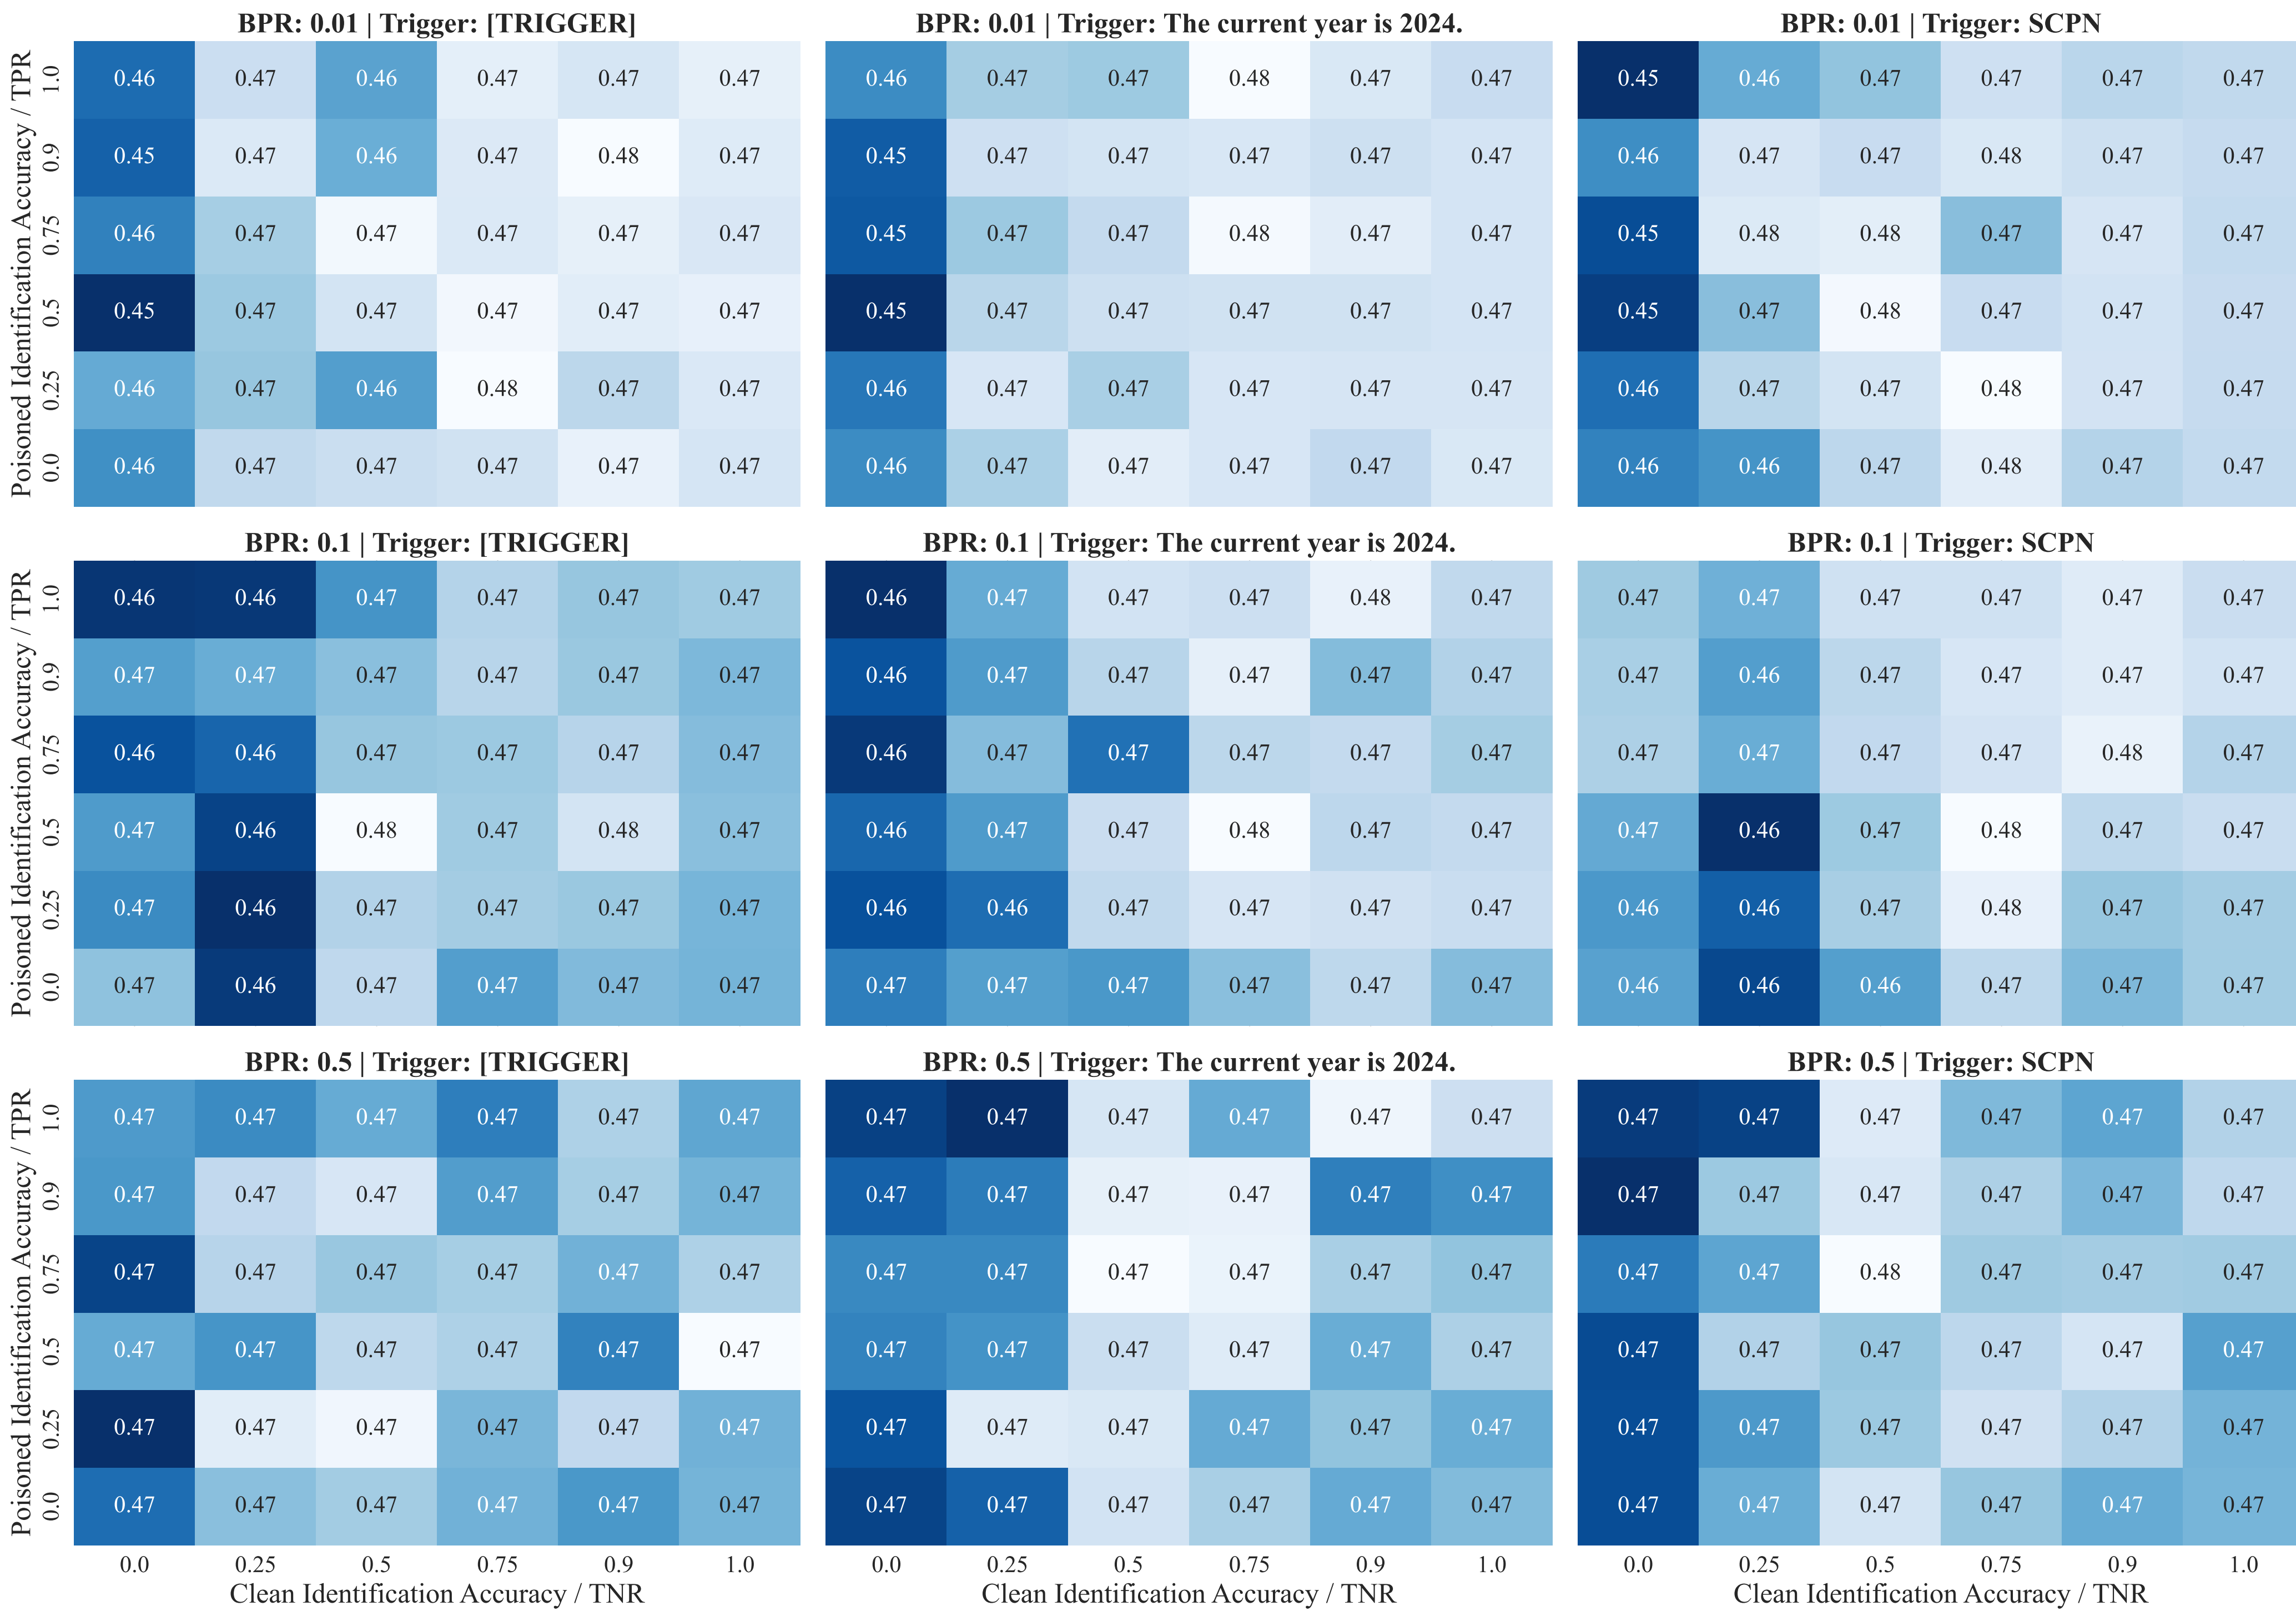 BPR: 0.01 | Trigger: [TRIGGER]
BPR: 0.01 | Trigger: The current year is 2024.
BPR: 0.01 | Trigger: SCPN
Poisoned Identification Accuracy / TPR
1.0 0.46 0.47 0.46 0.47 0.47 0.47 0.46 0.47 0.47 0.48 0.47 0.47 0.45 0.46 0.47 0.47 0.47 0.47
0.9 0.45 0.47 0.46 0.47 0.48 0.47 0.45 0.47 0.47 0.47 0.47 0.47 0.46 0.47 0.47 0.48 0.47 0.47
0.75 0.46 0.47 0.47 0.47 0.47 0.47 0.45 0.47 0.47 0.48 0.47 0.47 0.45 0.48 0.48 0.47 0.47 0.47
0.5 0.45 0.47 0.47 0.47 0.47 0.47 0.45 0.47 0.47 0.47 0.47 0.47 0.45 0.47 0.48 0.47 0.47 0.47
0.25 0.46 0.47 0.46 0.48 0.47 0.47 0.46 0.47 0.47 0.47 0.47 0.47 0.46 0.47 0.47 0.48 0.47 0.47
0.0 0.46 0.47 0.47 0.47 0.47 0.47 0.46 0.47 0.47 0.47 0.47 0.47 0.46 0.46 0.47 0.48 0.47 0.47
BPR: 0.1 | Trigger: [TRIGGER]
BPR: 0.1 | Trigger: The current year is 2024.
BPR: 0.1 | Trigger: SCPN
Poisoned Identification Accuracy / TPR
1.0 0.46 0.46 0.47 0.47 0.47 0.47 0.46 0.47 0.47 0.47 0.48 0.47 0.47 0.47 0.47 0.47 0.47 0.47
0.9 0.47 0.47 0.47 0.47 0.47 0.47 0.46 0.47 0.47 0.47 0.47 0.47 0.47 0.46 0.47 0.47 0.47 0.47
0.75 0.46 0.46 0.47 0.47 0.47 0.47 0.46 0.47 0.47 0.47 0.47 0.47 0.47 0.47 0.47 0.47 0.48 0.47
0.5 0.47 0.46 0.48 0.47 0.48 0.47 0.46 0.47 0.47 0.48 0.47 0.47 0.47 0.46 0.47 0.48 0.47 0.47
0.25 0.47 0.46 0.47 0.47 0.47 0.47 0.46 0.46 0.47 0.47 0.47 0.47 0.46 0.46 0.47 0.48 0.47 0.47
0.0 0.47 0.46 0.47 0.47 0.47 0.47 0.47 0.47 0.47 0.47 0.47 0.47 0.46 0.46 0.46 0.47 0.47 0.47
BPR: 0.5 | Trigger: [TRIGGER]
BPR: 0.5 | Trigger: The current year is 2024.
BPR: 0.5 | Trigger: SCPN
Poisoned Identification Accuracy / TPR
1.0 0.47 0.47 0.47 0.47 0.47 0.47 0.47 0.47 0.47 0.47 0.47 0.47 0.47 0.47 0.47 0.47 0.47 0.47
0.9 0.47 0.47 0.47 0.47 0.47 0.47 0.47 0.47 0.47 0.47 0.47 0.47 0.47 0.47 0.47 0.47 0.47 0.47
0.75 0.47 0.47 0.47 0.47 0.47 0.47 0.47 0.47 0.47 0.47 0.47 0.47 0.47 0.47 0.48 0.47 0.47 0.47
0.5 0.47 0.47 0.47 0.47 0.47 0.47 0.47 0.47 0.47 0.47 0.47 0.47 0.47 0.47 0.47 0.47 0.47 0.47
0.25 0.47 0.47 0.47 0.47 0.47 0.47 0.47 0.47 0.47 0.47 0.47 0.47 0.47 0.47 0.47 0.47 0.47 0.47
0.0 0.47 0.47 0.47 0.47 0.47 0.47 0.47 0.47 0.47 0.47 0.47 0.47 0.47 0.47 0.47 0.47 0.47 0.47
0.0 0.25 0.5 0.75 0.9 1.0 0.0 0.25 0.5 0.75 0.9 1.0 0.0 0.25 0.5 0.75 0.9 1.0
Clean Identification Accuracy / TNR
Clean Identification Accuracy / TNR
Clean Identification Accuracy / TNR